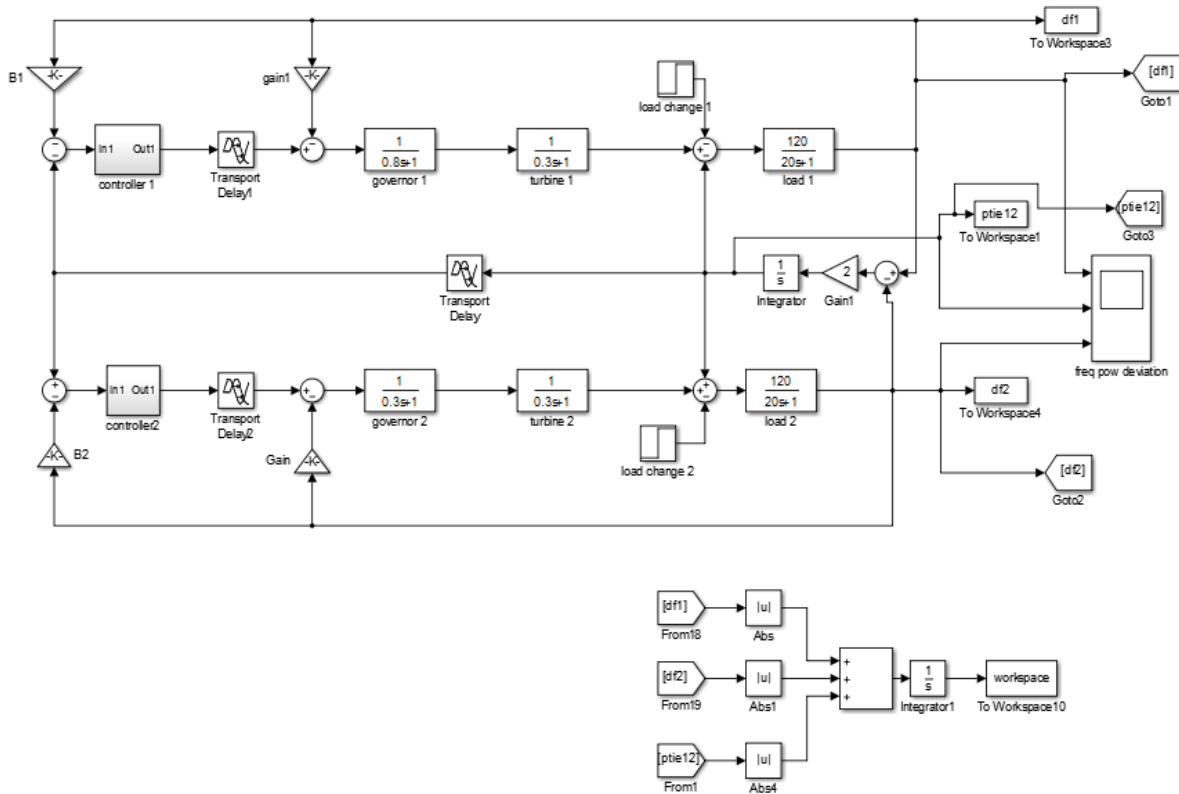 df1
To Workspace3
B1
-K-
gain1
-K-
load change 1
[df1]
Goto1
In1 Out1
controller 1
Transport
Delay1
1
0.8s+1
governor 1
1
0.3s+1
turbine 1
120
20s+1
load 1
ptie12
To Workspace1
[ptie12]
Goto3
Transport
Delay
1
s
Integrator
2
Gain1
freq pow deviation
In1 Out1
controller2
Transport
Delay2
1
0.3s+1
governor 2
1
0.3s+1
turbine 2
120
20s+1
load 2
df2
To Workspace4
-K-
B2
Gain
-K-
load change 2
[df2]
Goto2
[df1]
From18
|u|
Abs
[df2]
From19
|u|
Abs1
+
+
+
1
s
Integrator1
workspace
To Workspace10
[ptie12]
From1
|u|
Abs4